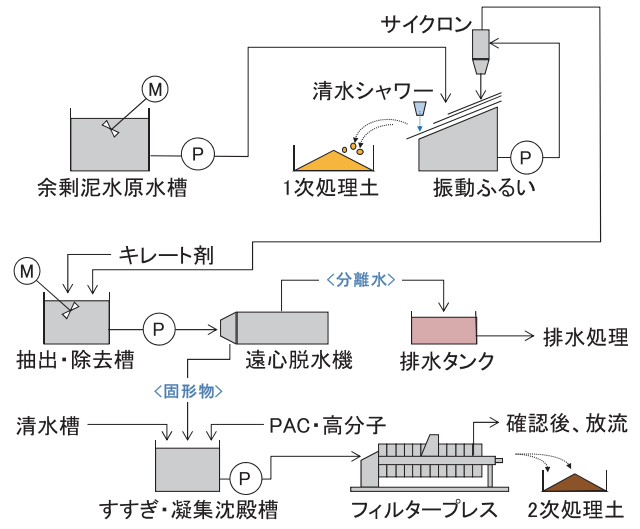 サイクロン
M
清水シャワー
P
P
余剰泥水原水槽
1次処理土
振動ふるい
キレート剤
M
<分離水>
P
排水処理
抽出・除去槽
遠心脱水機
排水タンク
<固形物>
清水槽
PAC・高分子
確認後、放流
P
すすぎ・凝集沈殿槽
フィルタープレス
2次処理土